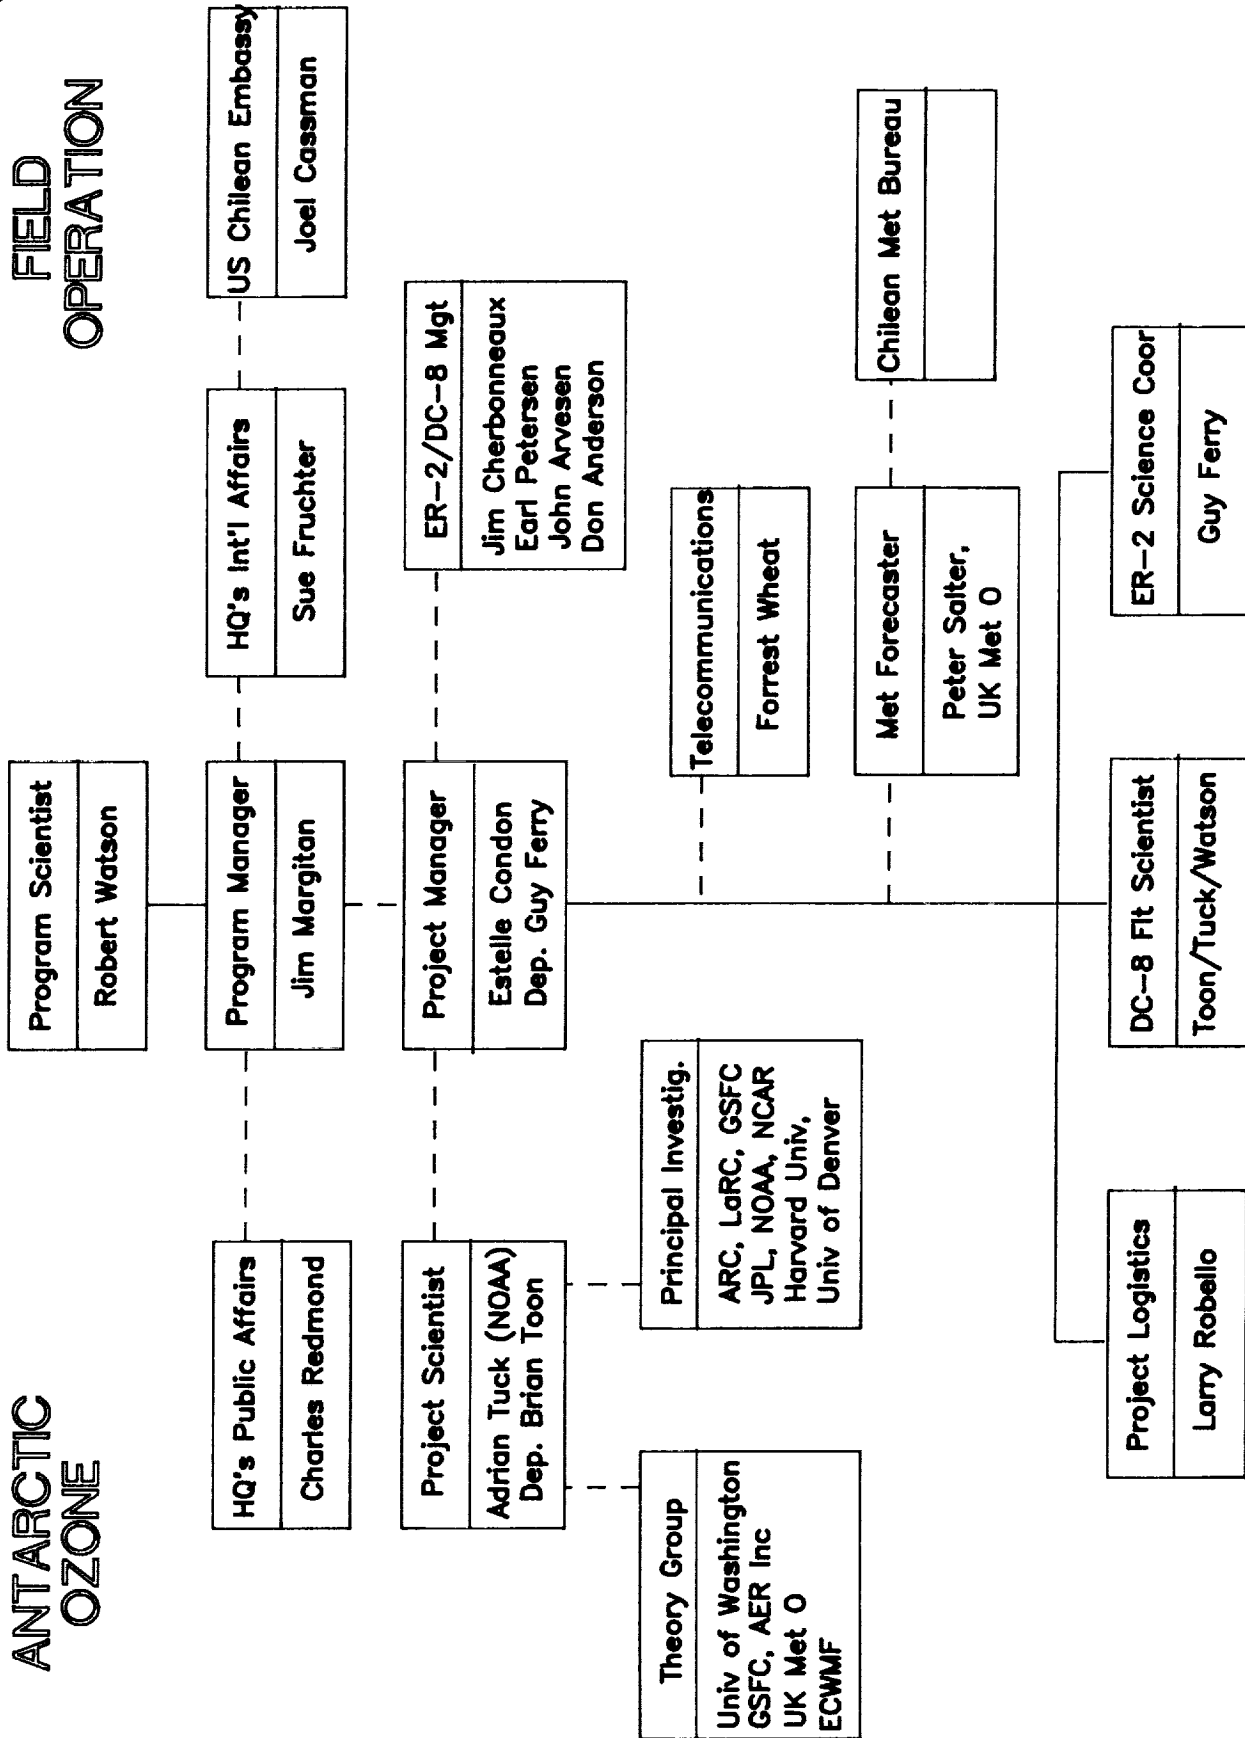 ANTARCTIC
OZONE
FIELD
OPERATION
Program Scientist
Robert Watson
HQ's Public Affairs
Charles Redmond
Program Manager
Jim Margitan
HQ's Int'l Affairs
Sue Fruchter
US Chilean Embassy
Joel Cassman
Project Scientist
Adrian Tuck (NOAA)
Dep. Brian Toon
Project Manager
Estelle Condon
Dep. Guy Ferry
ER-2/DC-8 Mgt
Jim Cherbonneaux
Earl Petersen
John Arvesen
Don Anderson
Theory Group
Univ of Washington
GSFC, AER Inc
UK Met O
ECWMF
Principal Investig.
ARC, LaRC, GSFC
JPL, NOAA, NCAR
Harvard Univ,
Univ of Denver
Telecommunications
Forrest Wheat
Met Forecaster
Peter Salter,
UK Met O
Chilean Met Bureau
Project Logistics
Larry Robello
DC-8 Flt Scientist
Toon/Tuck/Watson
ER-2 Science Coor
Guy Ferry